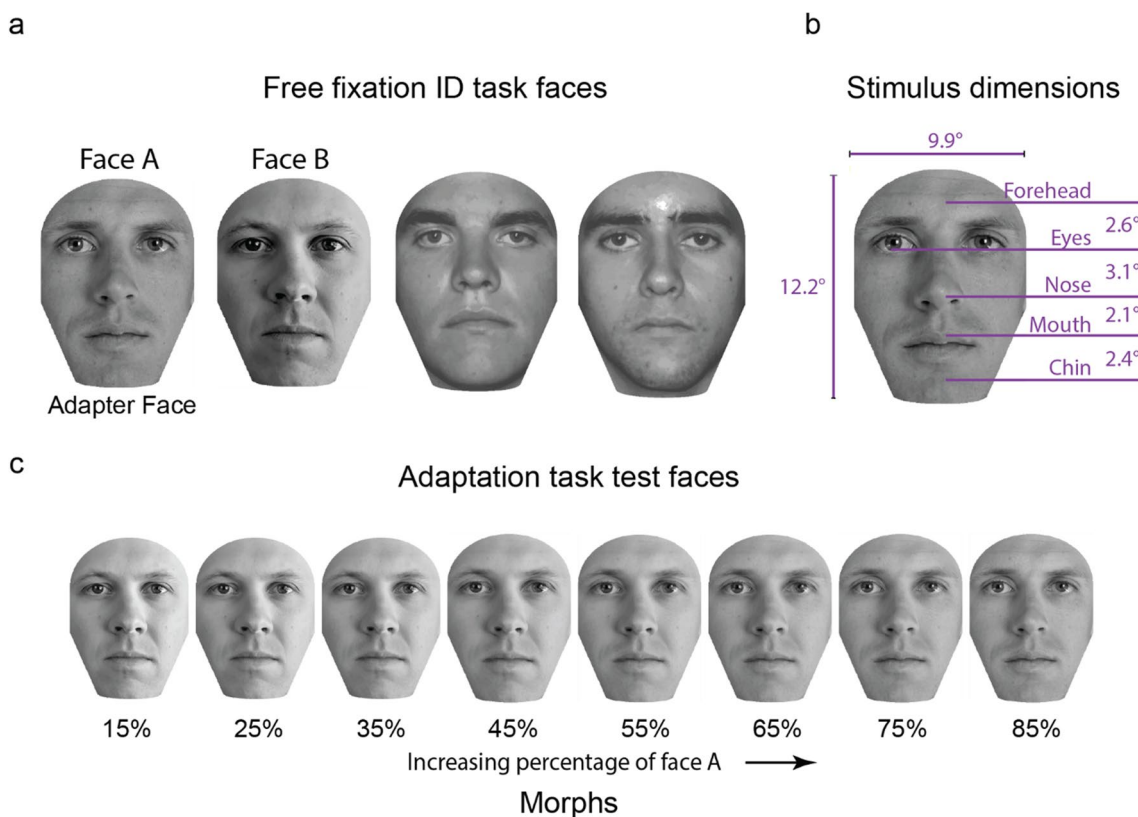 a
Free fixation ID task faces
Face A
Face B
Adapter Face
b
Stimulus dimensions
9.9°
12.2°
Forehead
2.6°
Eyes
3.1°
Nose
2.1°
Mouth
2.4°
Chin
c
Adaptation task test faces
15% 25% 35% 45% 55% 65% 75% 85%
Increasing percentage of face A
Morphs